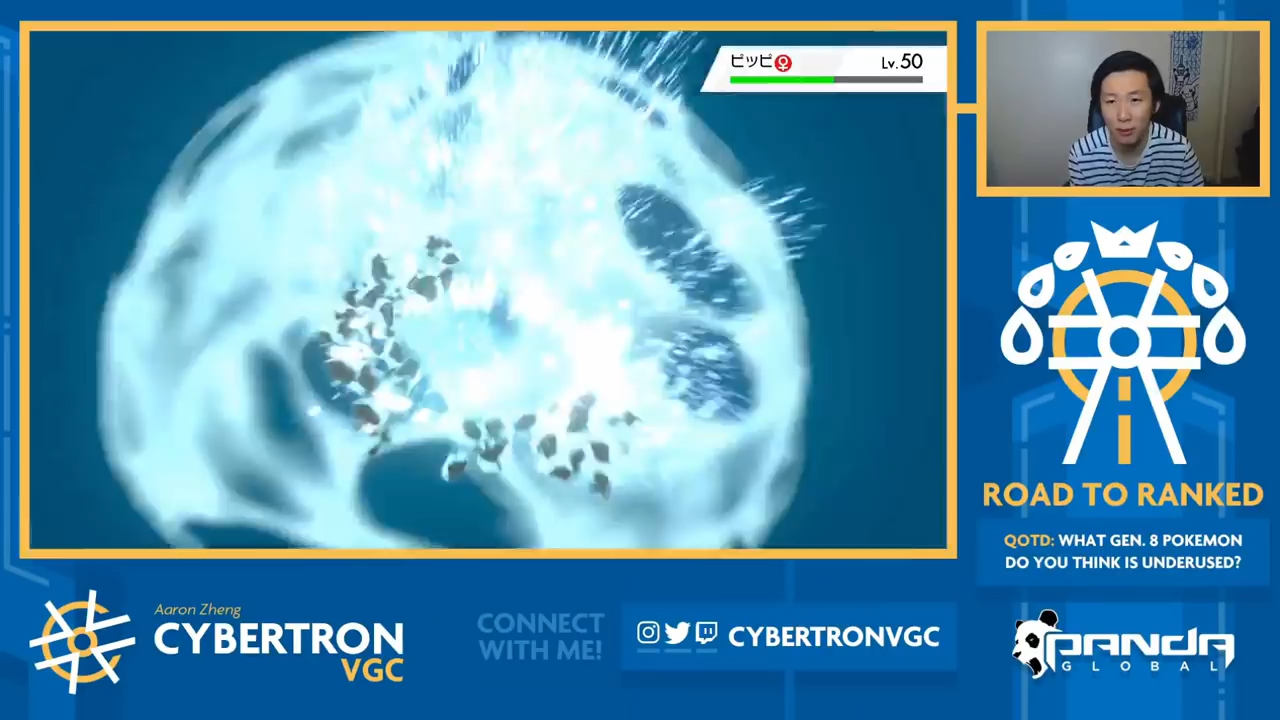 ピッピ♀ Lv.50
ROAD TO RANKED
QOTD: WHAT GEN. 8 POKEMON
DO YOU THINK IS UNDERUSED?
Aaron Zheng
CYBERTRON
VGC
CONNECT
WITH ME!
CYBERTRONVGC
PANDA
GLOBAL